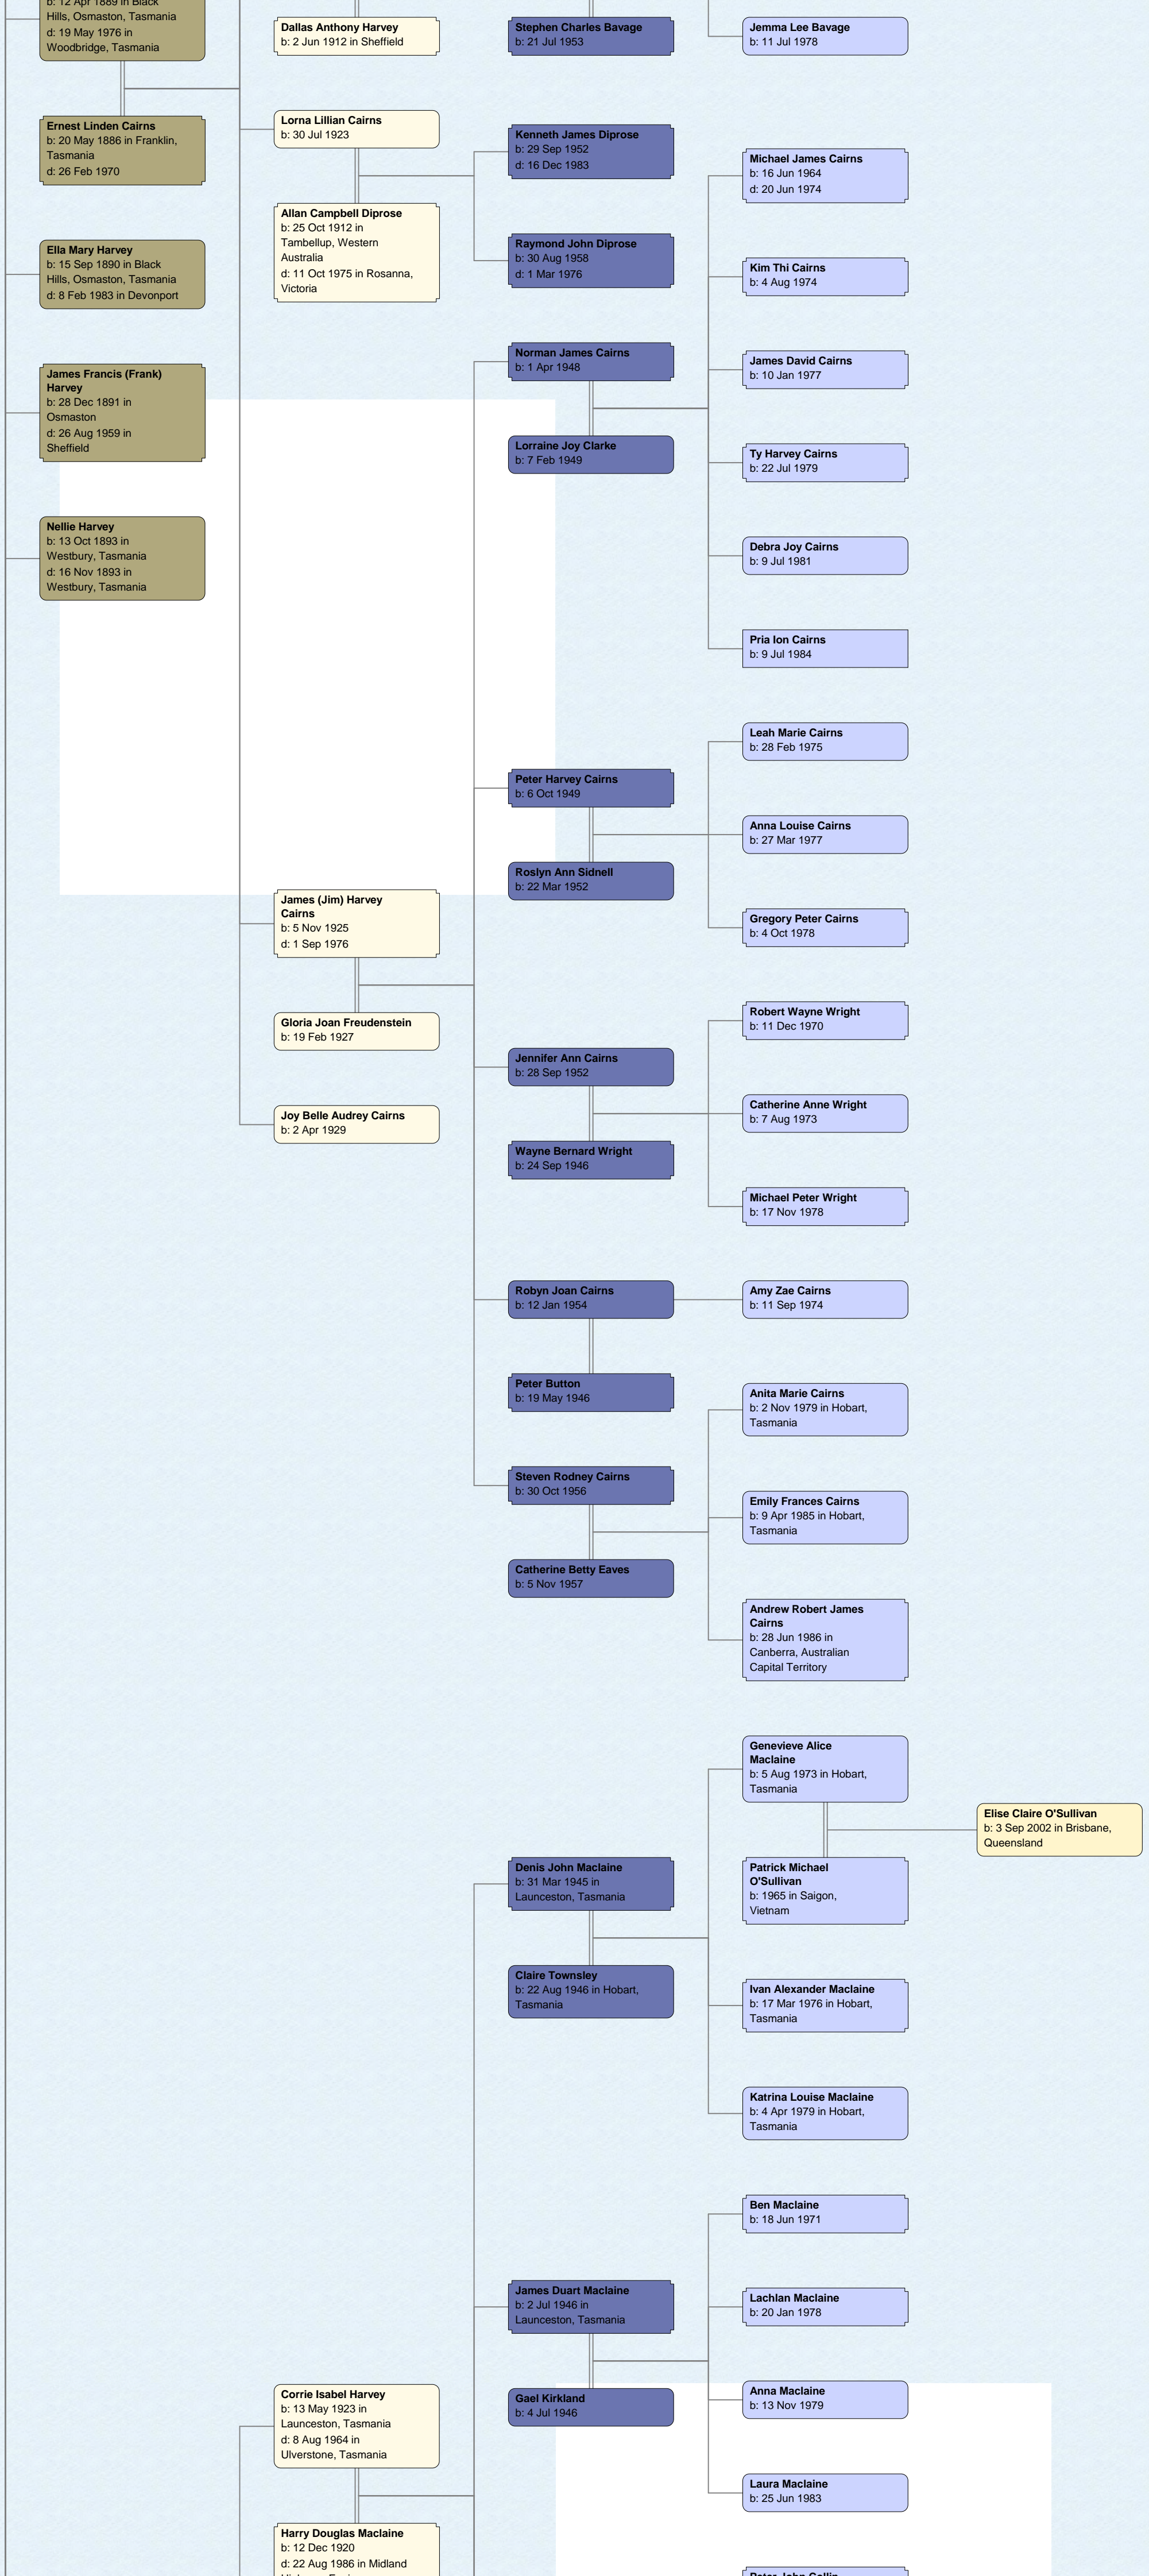 b: 12 Apr 1889 in Black
Hills, Osmaston, Tasmania
d: 19 May 1976 in
Woodbridge, Tasmania
Ernest Linden Cairns
b: 20 May 1886 in Franklin,
Tasmania
d: 26 Feb 1970
Ella Mary Harvey
b: 15 Sep 1890 in Black
Hills, Osmaston, Tasmania
d: 8 Feb 1983 in Devonport
James Francis (Frank)
Harvey
b: 28 Dec 1891 in
Osmaston
d: 26 Aug 1959 in
Sheffield
Nellie Harvey
b: 13 Oct 1893 in
Westbury, Tasmania
d: 16 Nov 1893 in
Westbury, Tasmania
Dallas Anthony Harvey
b: 2 Jun 1912 in Sheffield
Lorna Lillian Cairns
b: 30 Jul 1923
Allan Campbell Diprose
b: 25 Oct 1912 in
Tambellup, Western
Australia
d: 11 Oct 1975 in Rosanna,
Victoria
James (Jim) Harvey
Cairns
b: 5 Nov 1925
d: 1 Sep 1976
Gloria Joan Freudenstein
b: 19 Feb 1927
Joy Belle Audrey Cairns
b: 2 Apr 1929
Corrie Isabel Harvey
b: 13 May 1923 in
Launceston, Tasmania
d: 8 Aug 1964 in
Ulverstone, Tasmania
Harry Douglas Maclaine
b: 12 Dec 1920
d: 22 Aug 1986 in Midland
Stephen Charles Bavage
b: 21 Jul 1953
Kenneth James Diprose
b: 29 Sep 1952
d: 16 Dec 1983
Raymond John Diprose
b: 30 Aug 1958
d: 1 Mar 1976
Norman James Cairns
b: 1 Apr 1948
Lorraine Joy Clarke
b: 7 Feb 1949
Peter Harvey Cairns
b: 6 Oct 1949
Roslyn Ann Sidnell
b: 22 Mar 1952
Jennifer Ann Cairns
b: 28 Sep 1952
Wayne Bernard Wright
b: 24 Sep 1946
Robyn Joan Cairns
b: 12 Jan 1954
Peter Button
b: 19 May 1946
Steven Rodney Cairns
b: 30 Oct 1956
Catherine Betty Eaves
b: 5 Nov 1957
Denis John Maclaine
b: 31 Mar 1945 in
Launceston, Tasmania
Claire Townsley
b: 22 Aug 1946 in Hobart,
Tasmania
James Duart Maclaine
b: 2 Jul 1946 in
Launceston, Tasmania
Gael Kirkland
b: 4 Jul 1946
Jemma Lee Bavage
b: 11 Jul 1978
Michael James Cairns
b: 16 Jun 1964
d: 20 Jun 1974
Kim Thi Cairns
b: 4 Aug 1974
James David Cairns
b: 10 Jan 1977
Ty Harvey Cairns
b: 22 Jul 1979
Debra Joy Cairns
b: 9 Jul 1981
Pria Ion Cairns
b: 9 Jul 1984
Leah Marie Cairns
b: 28 Feb 1975
Anna Louise Cairns
b: 27 Mar 1977
Gregory Peter Cairns
b: 4 Oct 1978
Robert Wayne Wright
b: 11 Dec 1970
Catherine Anne Wright
b: 7 Aug 1973
Michael Peter Wright
b: 17 Nov 1978
Amy Zae Cairns
b: 11 Sep 1974
Anita Marie Cairns
b: 2 Nov 1979 in Hobart,
Tasmania
Emily Frances Cairns
b: 9 Apr 1985 in Hobart,
Tasmania
Andrew Robert James
Cairns
b: 28 Jun 1986 in
Canberra, Australian
Capital Territory
Genevieve Alice
Maclaine
b: 5 Aug 1973 in Hobart,
Tasmania
Patrick Michael
O'Sullivan
b: 1965 in Saigon,
Vietnam
Ivan Alexander Maclaine
b: 17 Mar 1976 in Hobart,
Tasmania
Katrina Louise Maclaine
b: 4 Apr 1979 in Hobart,
Tasmania
Ben Maclaine
b: 18 Jun 1971
Lachlan Maclaine
b: 20 Jan 1978
Anna Maclaine
b: 13 Nov 1979
Laura Maclaine
b: 25 Jun 1983
Elise Claire O'Sullivan
b: 3 Sep 2002 in Brisbane,
Queensland